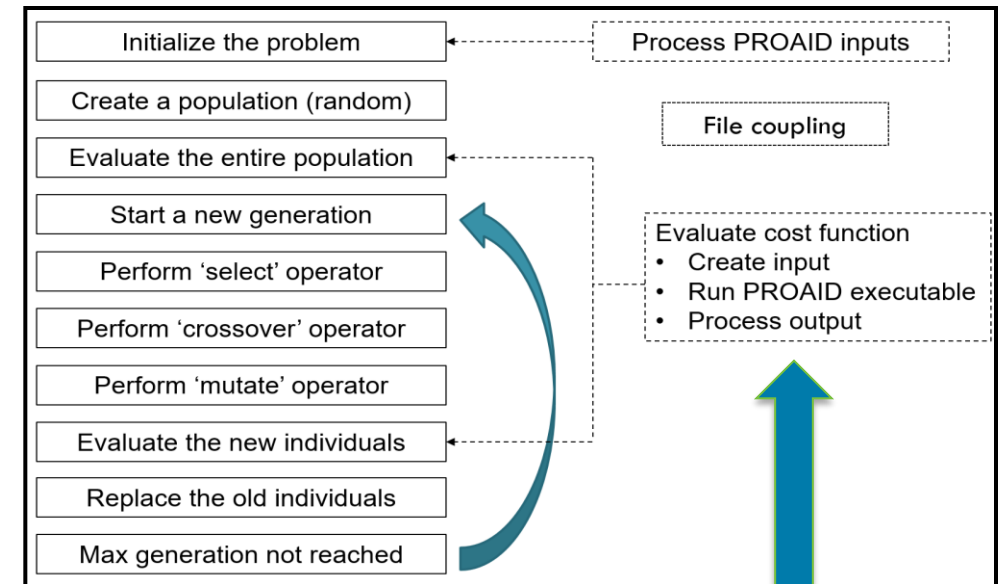 Initialize the problem
Process PROAID inputs
Create a population (random)
File coupling
Evaluate the entire population
Start a new generation
Evaluate cost function
• Create input
• Run PROAID executable
• Process output
Perform ‘select’ operator
Perform ‘crossover’ operator
Perform ‘mutate’ operator
Evaluate the new individuals
Replace the old individuals
Max generation not reached